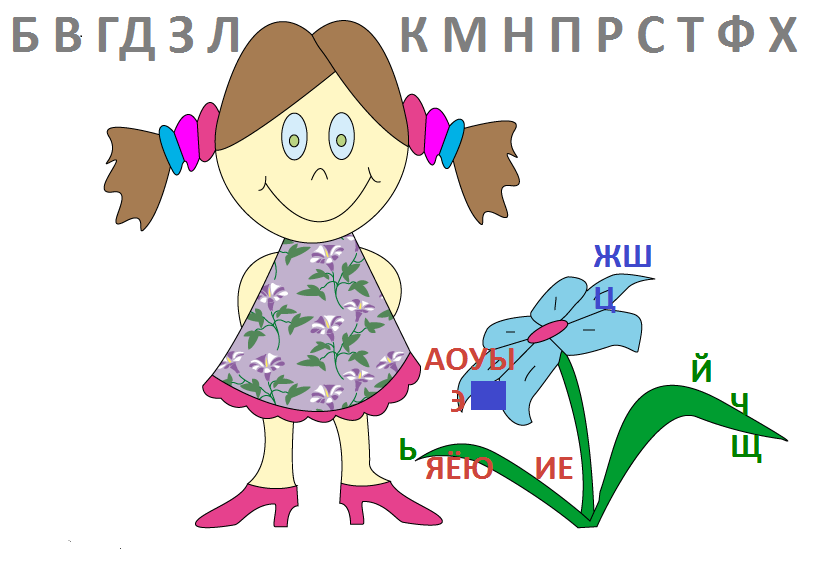 Б В Г Д З Л К М Н П Р С Т Ф Х
ЖШ
Ц
АОУЫ
Э
Й
Ч
Щ
Ь
ЯЁЮ ИЕ